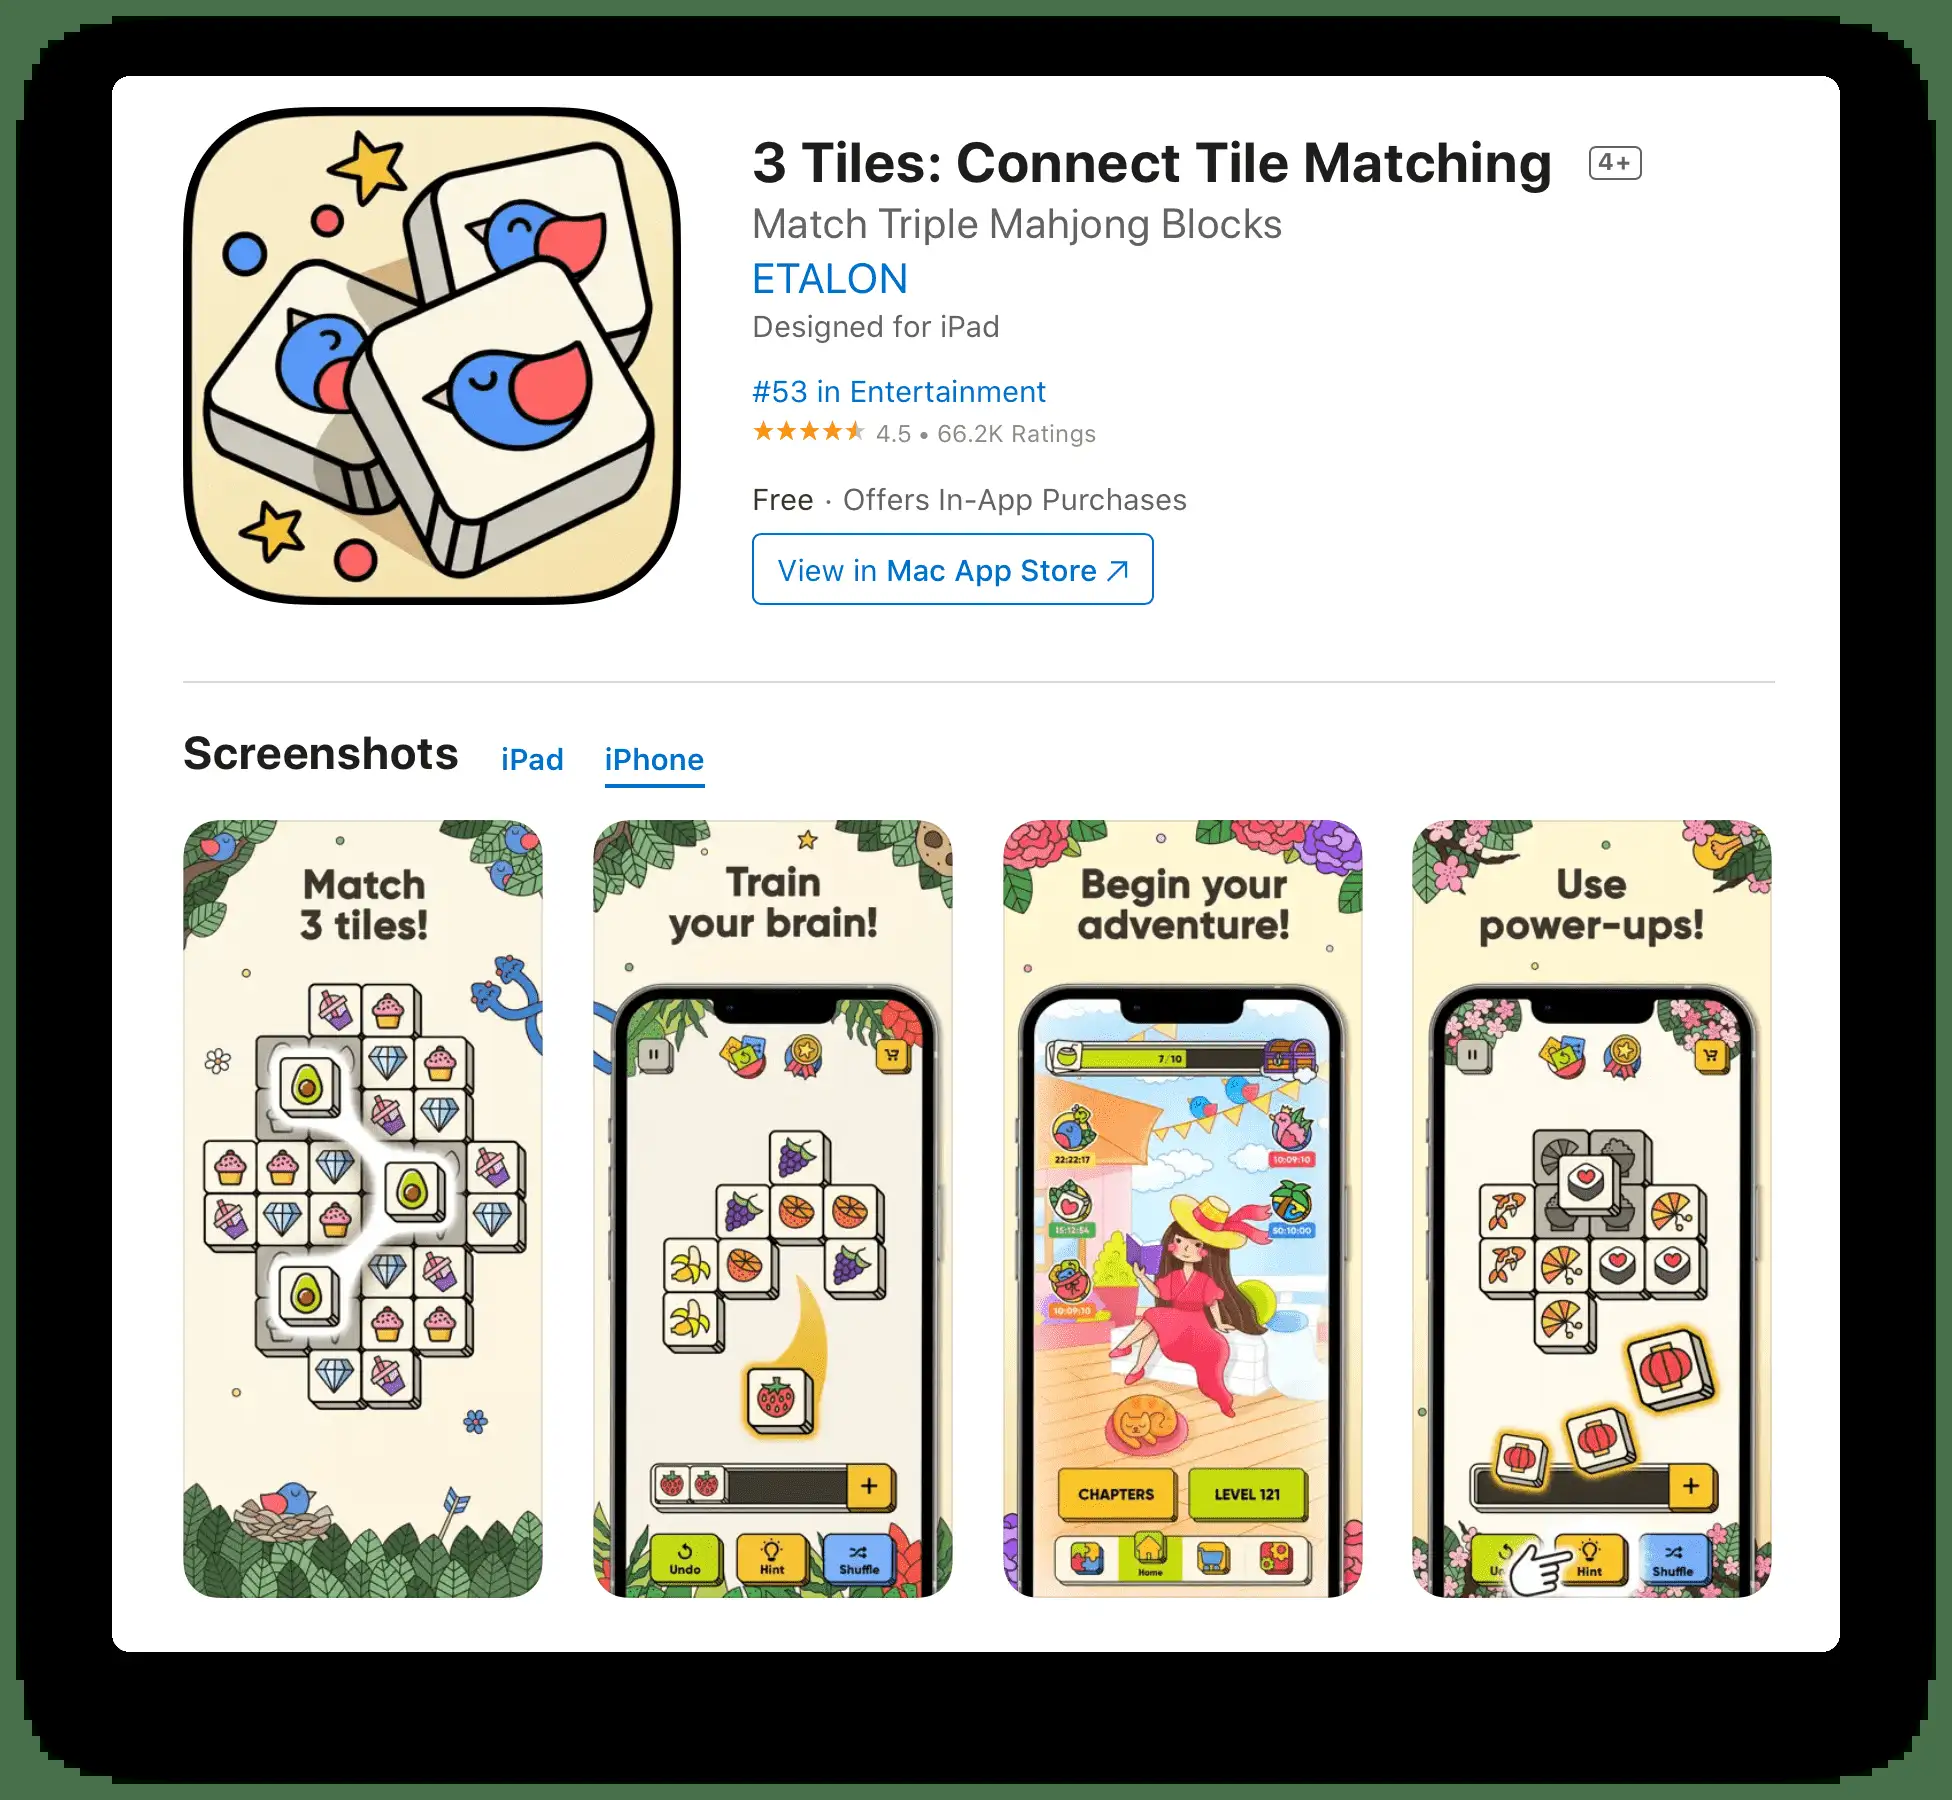 3 Tiles: Connect Tile Matching 4+
Match Triple Mahjong Blocks
ETALON
Designed for iPad
#53 in Entertainment
4.5 • 66.2K Ratings
Free · Offers In-App Purchases
View in Mac App Store
Screenshots iPad iPhone
Match
3 tiles!
Train
your brain!
+
Undo Hint Shuffle
Begin your
adventure!
7/10
22:22:17 10:09:10
15:12:54 50:10:00
10:09:10
CHAPTERS LEVEL 121
Home
Use
power-ups!
+
Hint Shuffle